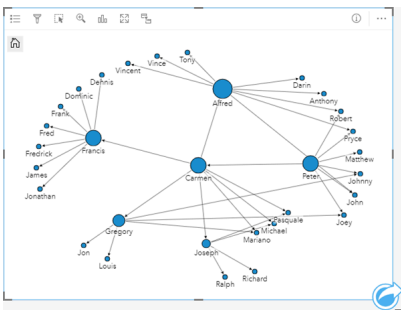 Tony
Vince
Vincent
Dennis
Darin
Alfred
Dominic
Anthony
Frank
Robert
Fred
Pryce
Francis
Fredrick
Matthew
James
Carmen
Peter
Johnny
Jonathan
John
Pasquale
Joey
Gregory
Michael
Mariano
Jon
Joseph
Louis
Richard
Ralph